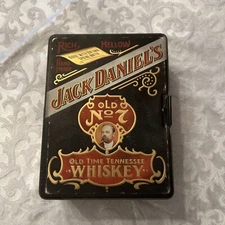 RICH, MELLOW
JACK DANIEL'S
OLD
No. 7
OLD TIME TENNESSEE
WHISKEY